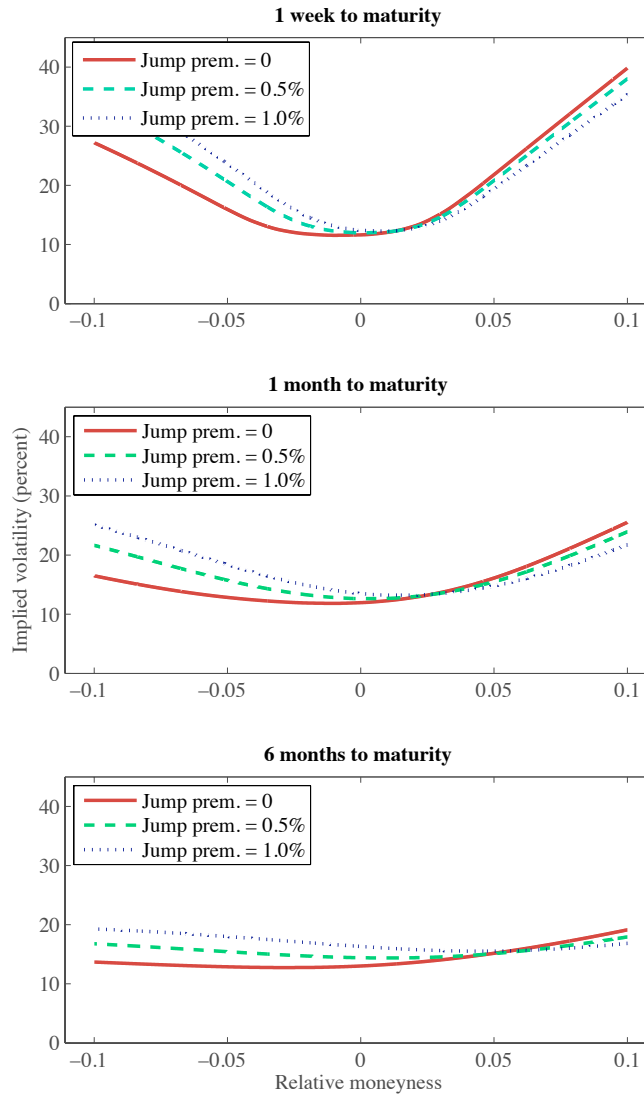 1 week to maturity
40
30
20
10
0
Jump prem. = 0
Jump prem. = 0.5%
Jump prem. = 1.0%
–0.1
–0.05
0
0.05
0.1
1 month to maturity
Implied volatility (percent)
40
30
20
10
0
Jump prem. = 0
Jump prem. = 0.5%
Jump prem. = 1.0%
–0.1
–0.05
0
0.05
0.1
6 months to maturity
40
30
20
10
0
Jump prem. = 0
Jump prem. = 0.5%
Jump prem. = 1.0%
–0.1
–0.05
0
0.05
0.1
Relative moneyness